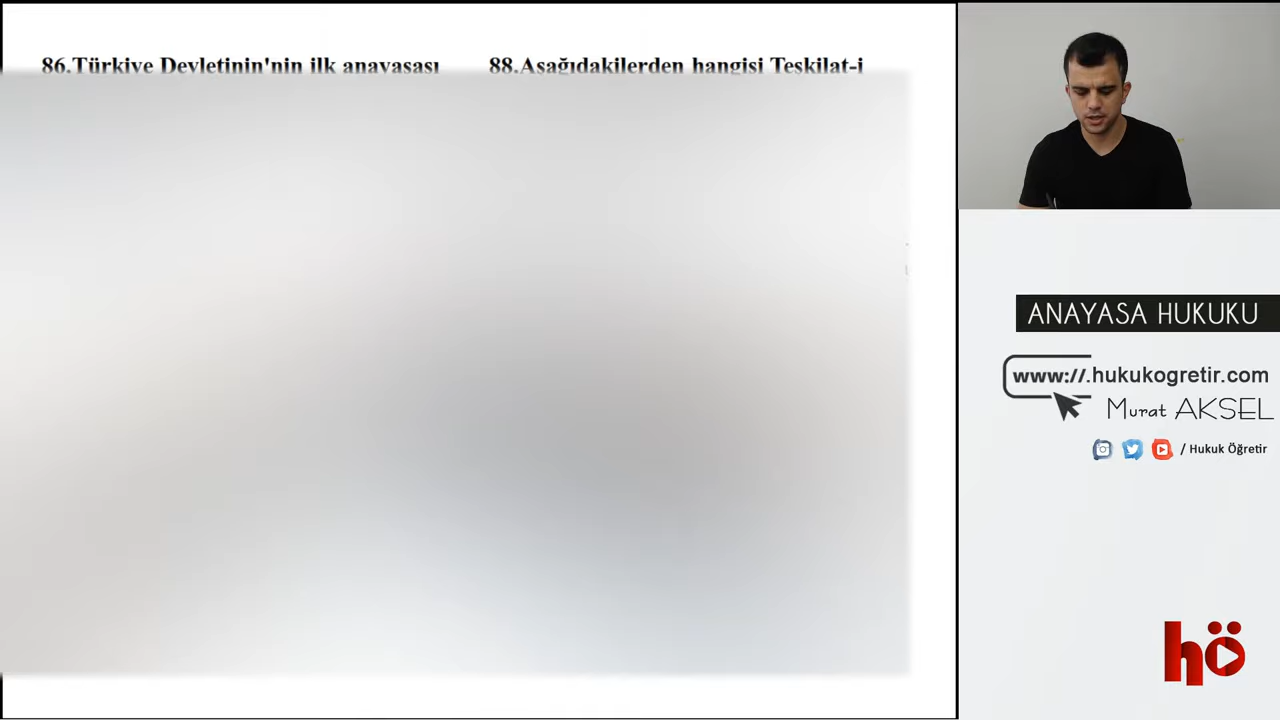 86.Türkiye Devletinin'nin ilk anayasası
88.Aşağıdakilerden hangisi Teşkilat-i
ANAYASA HUKUKU
www://.hukukogretir.com
Murat AKSEL
/ Hukuk Öğretir
hö